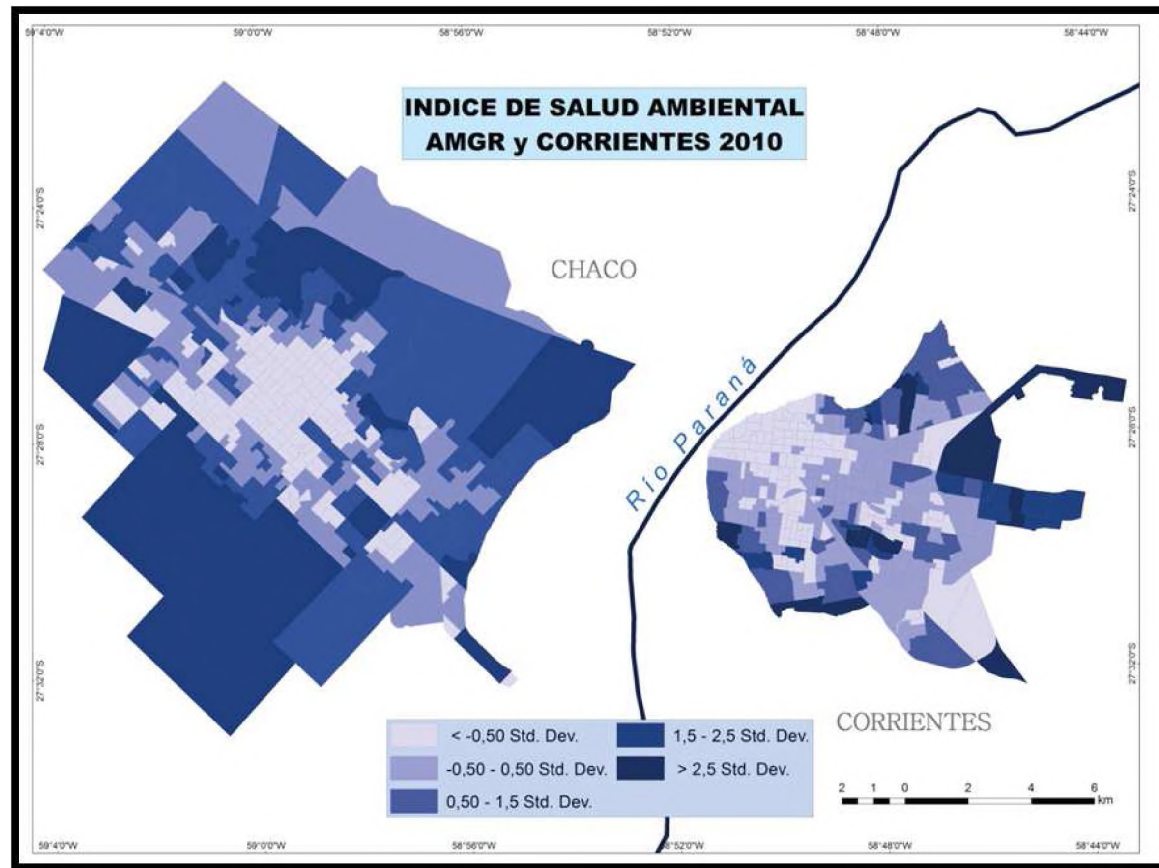 59°4'0"W 59°0'0"W 58°56'0"W 58°52'0"W 58°48'0"W 58°44'0"W
INDICE DE SALUD AMBIENTAL
AMGR y CORRIENTES 2010
27°24'0"S 27°24'0"S
CHACO
Río Paraná
27°28'0"S 27°28'0"S
27°32'0"S 27°32'0"S
CORRIENTES
< -0,50 Std. Dev.
-0,50 - 0,50 Std. Dev.
0,50 - 1,5 Std. Dev.
1,5 - 2,5 Std. Dev.
> 2,5 Std. Dev.
2 1 0 2 4 6
km
59°4'0"W 59°0'0"W 58°56'0"W 58°52'0"W 58°48'0"W 58°44'0"W